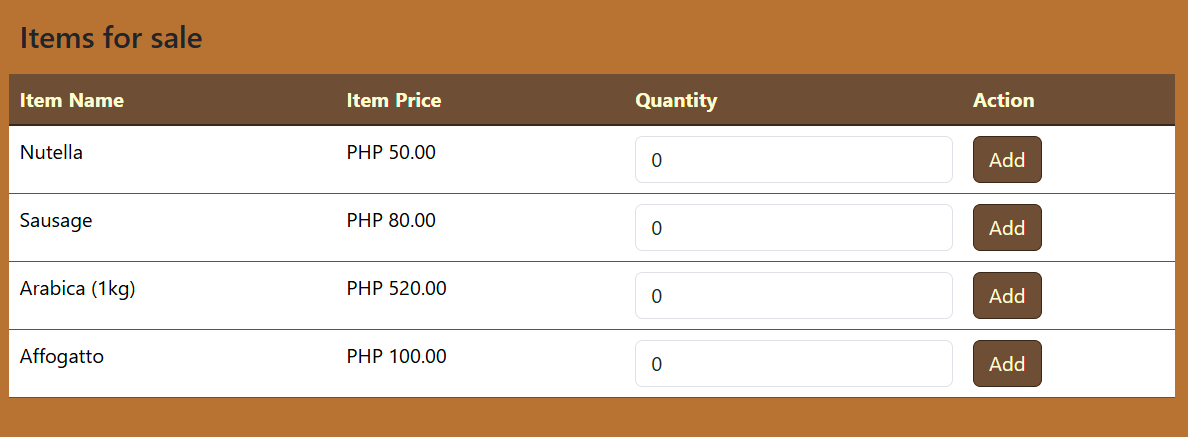 Items for sale
Item Name Item Price Quantity Action
Nutella PHP 50.00 0 Add
Sausage PHP 80.00 0 Add
Arabica (1kg) PHP 520.00 0 Add
Affogatto PHP 100.00 0 Add